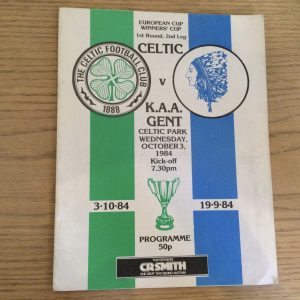 EUROPEAN CUP
WINNERS' CUP
1st Round, 2nd Leg
CELTIC
THE CELTIC FOOTBALL CLUB
1888
v
K.A.A.
GENT
CELTIC PARK
WEDNESDAY,
OCTOBER 3,
1984
Kick-off
7.30pm
3·10·84
19·9·84
PROGRAMME
50p
CR SMITH